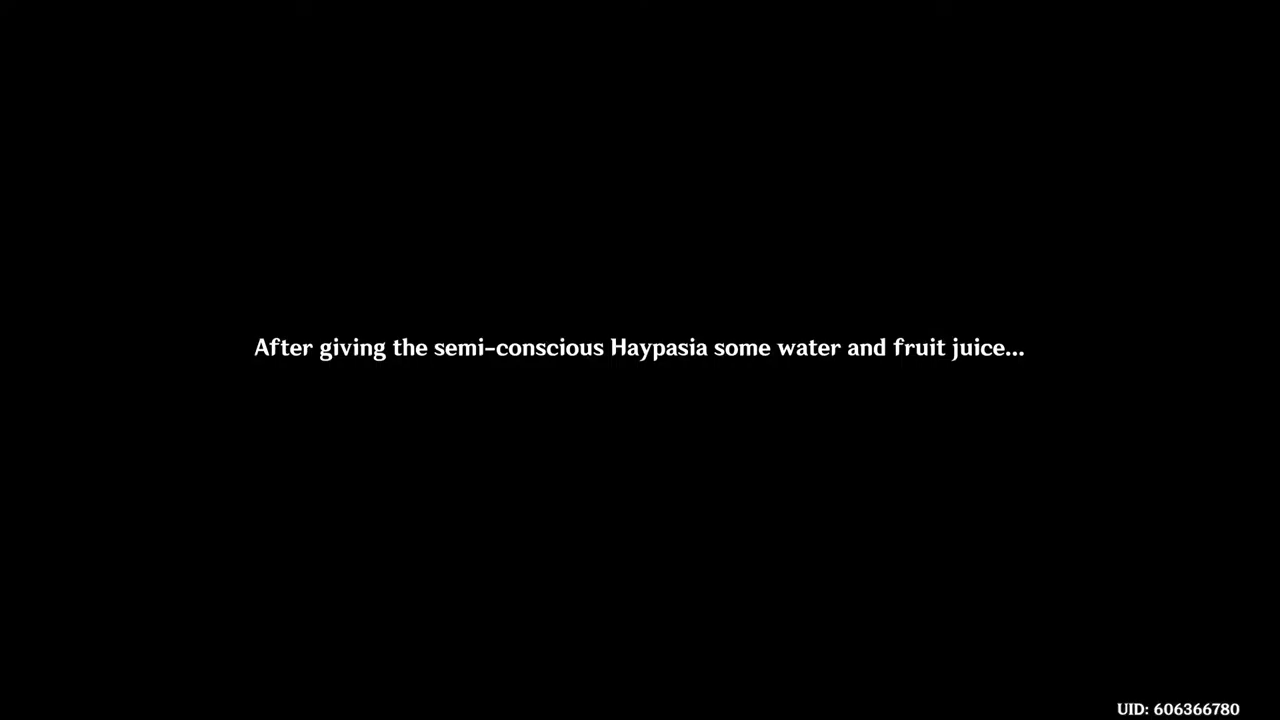 After giving the semi-conscious Haypasia some water and fruit juice...
UID: 606366780